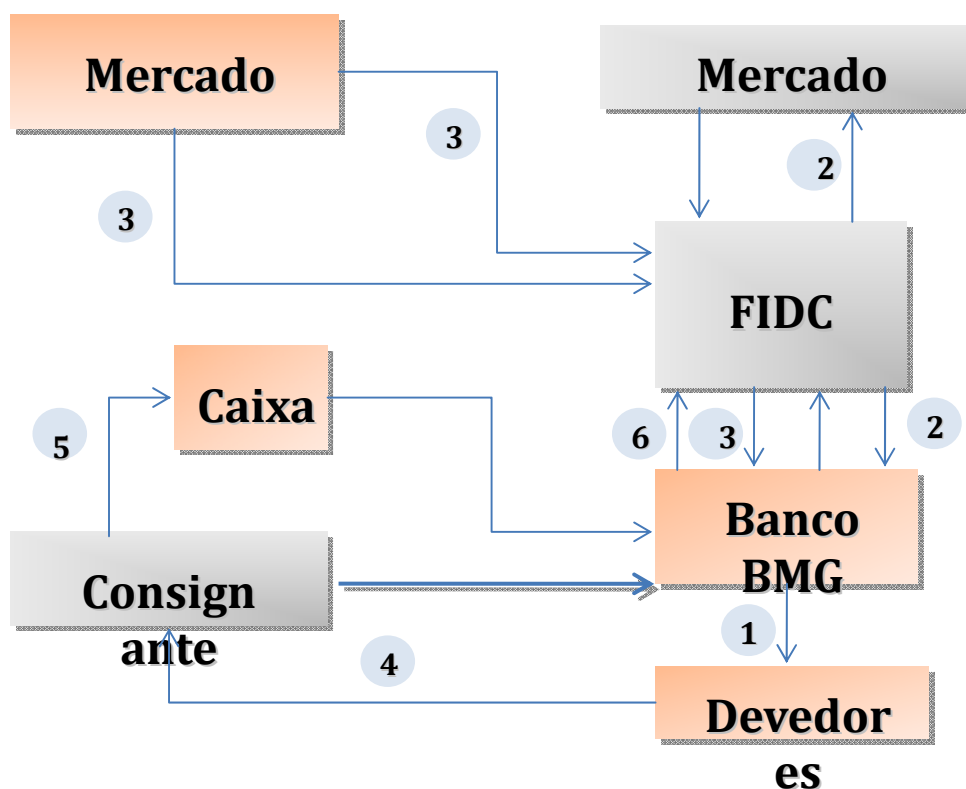 Mercado
Mercado
3
2
3
FIDC
Caixa
5
6
3
2
Banco
BMG
Consign
ante
1
4
Devedor
es